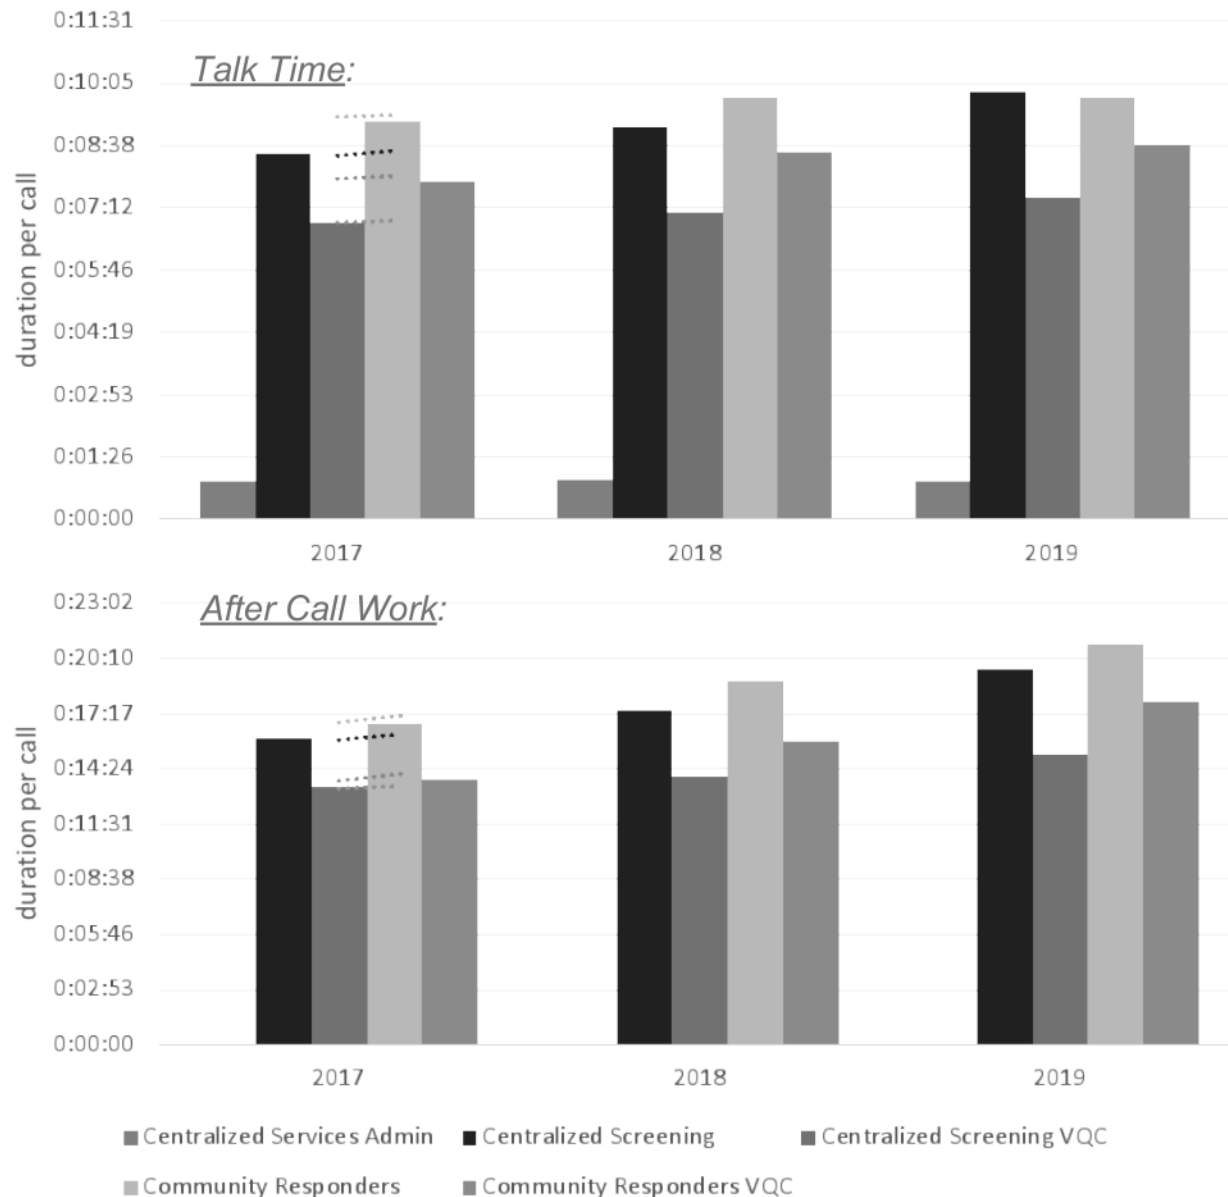 0:11:31
Talk Time:
0:10:05
0:08:38
0:07:12
0:05:46
0:04:19
0:02:53
0:01:26
0:00:00
duration per call
2017 2018 2019
0:23:02
After Call Work:
0:20:10
0:17:17
0:14:24
0:11:31
0:08:38
0:05:46
0:02:53
0:00:00
duration per call
2017 2018 2019
Centralized Services Admin Centralized Screening Centralized Screening VQC
Community Responders Community Responders VQC